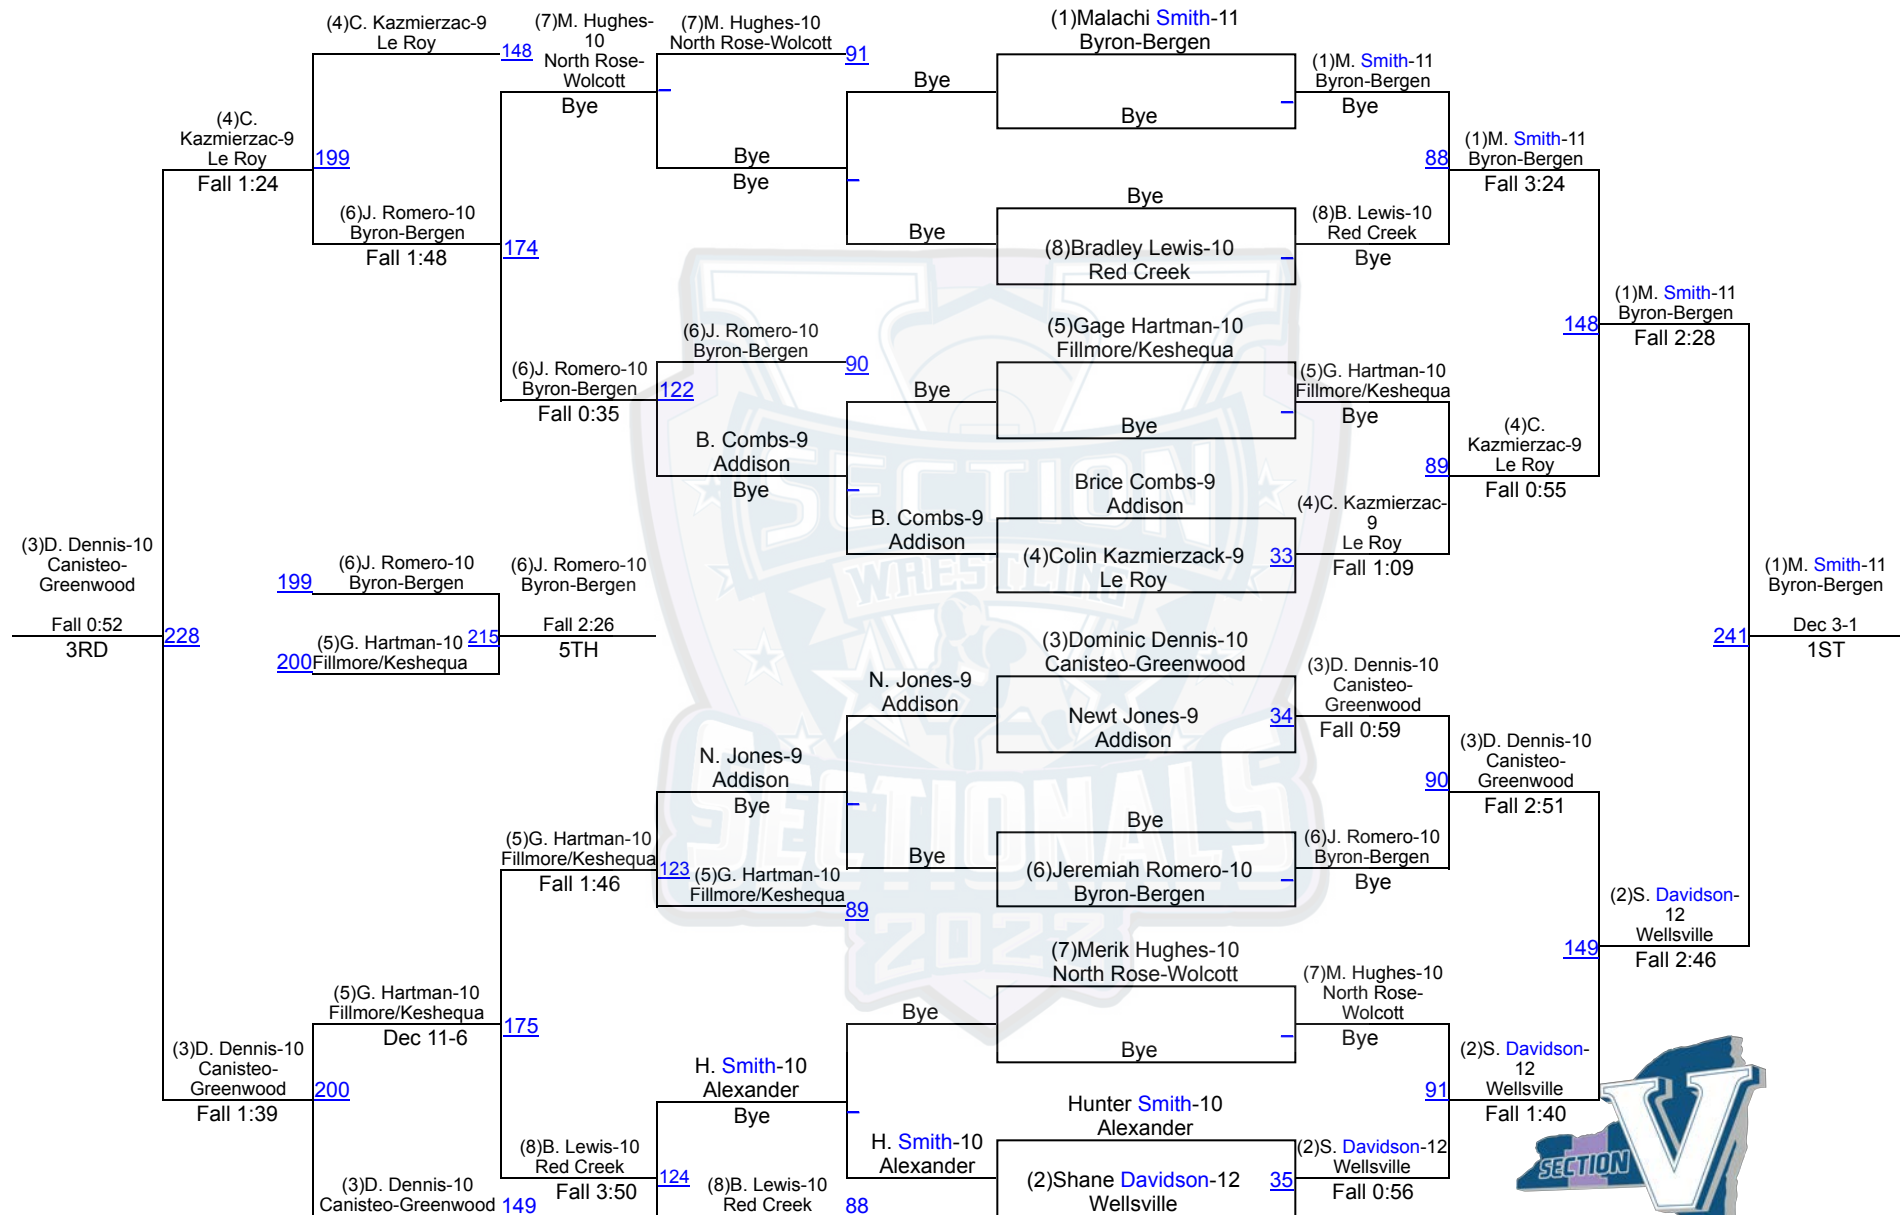 (4)C. Kazmierzac-9
Le Roy
148
(7)M. Hughes-
10
North Rose-
Wolcott
Bye
(7)M. Hughes-10
North Rose-Wolcott
91
(1)Malachi Smith-11
Byron-Bergen
Bye
Bye
(1)M. Smith-11
Byron-Bergen
Bye
(4)C.
Kazmierzac-9
Le Roy
Fall 1:24
199
Bye
Bye
88
(1)M. Smith-11
Byron-Bergen
Fall 3:24
(6)J. Romero-10
Byron-Bergen
Fall 1:48
174
Bye
Bye
(8)Bradley Lewis-10
Red Creek
(8)B. Lewis-10
Red Creek
Bye
(1)M. Smith-11
Byron-Bergen
Fall 2:28
148
(6)J. Romero-10
Byron-Bergen
90
(5)Gage Hartman-10
Fillmore/Keshequa
(6)J. Romero-10
Byron-Bergen
Fall 0:35
122
Bye
Bye
(5)G. Hartman-10
Fillmore/Keshequa
Bye
B. Combs-9
Addison
Bye
89
(4)C.
Kazmierzac-9
Le Roy
Fall 0:55
B. Combs-9
Addison
Brice Combs-9
Addison
(4)Colin Kazmierzack-9
Le Roy
33
(4)C. Kazmierzac-
9
Le Roy
Fall 1:09
(3)D. Dennis-10
Canisteo-
Greenwood
Fall 0:52
3RD
228
199
(6)J. Romero-10
Byron-Bergen
200
(5)G. Hartman-10
Fillmore/Keshequa
215
(6)J. Romero-10
Byron-Bergen
Fall 2:26
5TH
(1)M. Smith-11
Byron-Bergen
241
Dec 3-1
1ST
N. Jones-9
Addison
(3)Dominic Dennis-10
Canisteo-Greenwood
Newt Jones-9
Addison
34
(3)D. Dennis-10
Canisteo-
Greenwood
Fall 0:59
N. Jones-9
Addison
Bye
90
(3)D. Dennis-10
Canisteo-
Greenwood
Fall 2:51
(5)G. Hartman-10
Fillmore/Keshequa
Fall 1:46
123
(5)G. Hartman-10
Fillmore/Keshequa
89
Bye
Bye
(6)Jeremiah Romero-10
Byron-Bergen
(6)J. Romero-10
Byron-Bergen
Bye
149
(2)S. Davidson-
12
Wellsville
Fall 2:46
(5)G. Hartman-10
Fillmore/Keshequa
Dec 11-6
175
Bye
(7)Merik Hughes-10
North Rose-Wolcott
Bye
(7)M. Hughes-10
North Rose-
Wolcott
Bye
(3)D. Dennis-10
Canisteo-
Greenwood
Fall 1:39
200
H. Smith-10
Alexander
Bye
91
(2)S. Davidson-
12
Wellsville
Fall 1:40
(3)D. Dennis-10
Canisteo-Greenwood
149
(8)B. Lewis-10
Red Creek
Fall 3:50
124
(8)B. Lewis-10
Red Creek
88
H. Smith-10
Alexander
Hunter Smith-10
Alexander
(2)Shane Davidson-12
Wellsville
35
(2)S. Davidson-12
Wellsville
Fall 0:56
V
SECTION
WRESTLING
SECTIONALS
2023
SECTION
V